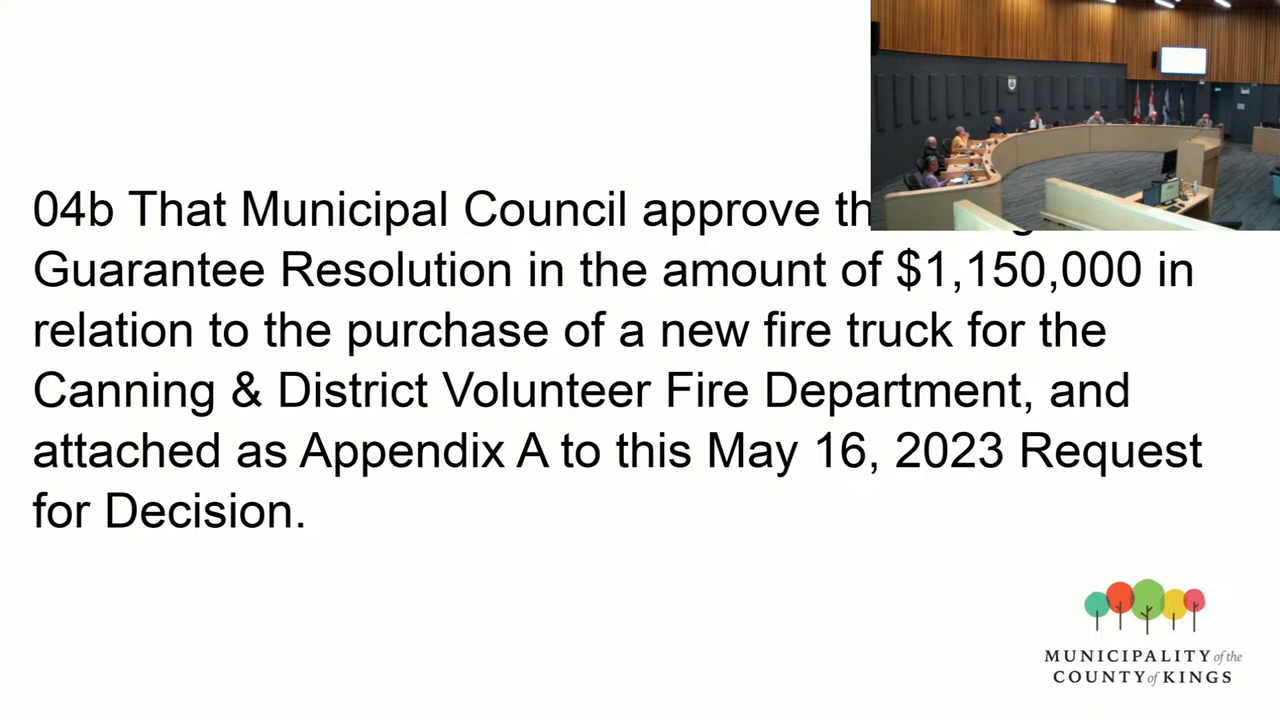 04b That Municipal Council approve
Guarantee Resolution in the amount of $1,150,000 in
relation to the purchase of a new fire truck for the
Canning & District Volunteer Fire Department, and
attached as Appendix A to this May 16, 2023 Request
for Decision.
MUNICIPALITY of the
COUNTY of KINGS